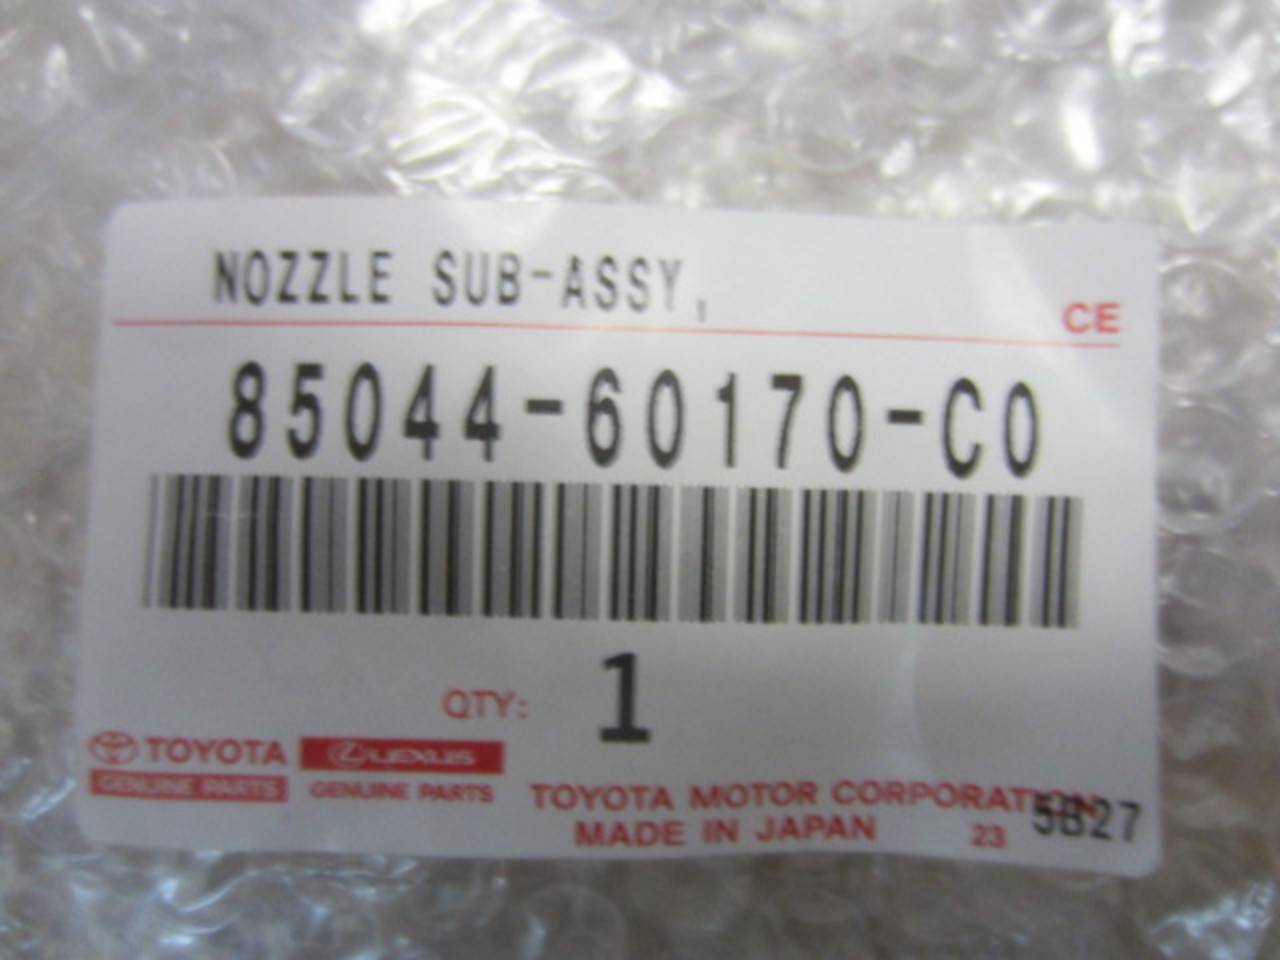 NOZZLE SUB-ASSY,
CE
85044-60170-C0
QTY: 1
TOYOTA LEXUS
GENUINE PARTS GENUINE PARTS
TOYOTA MOTOR CORPORATION
MADE IN JAPAN 23 5B27